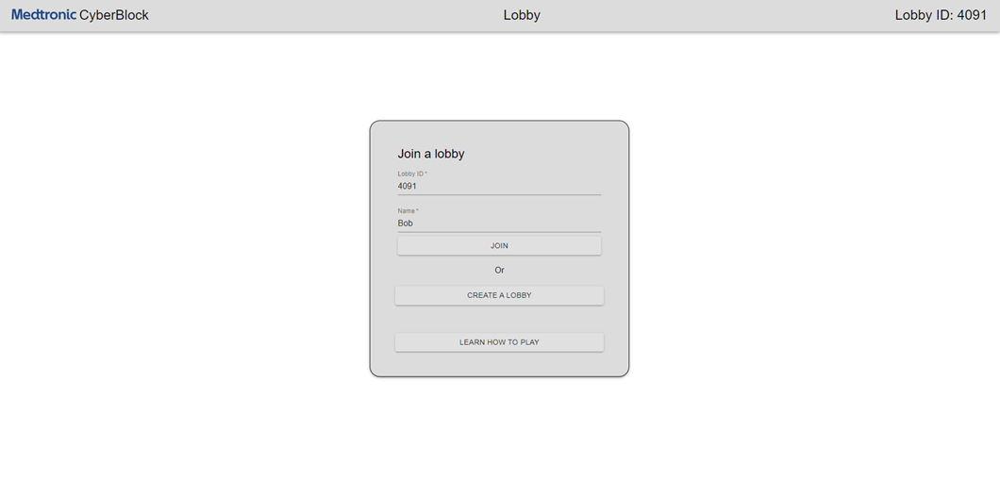 Medtronic CyberBlock
Lobby
Lobby ID: 4091
Join a lobby
Lobby ID *
4091
Name *
Bob
JOIN
Or
CREATE A LOBBY
LEARN HOW TO PLAY